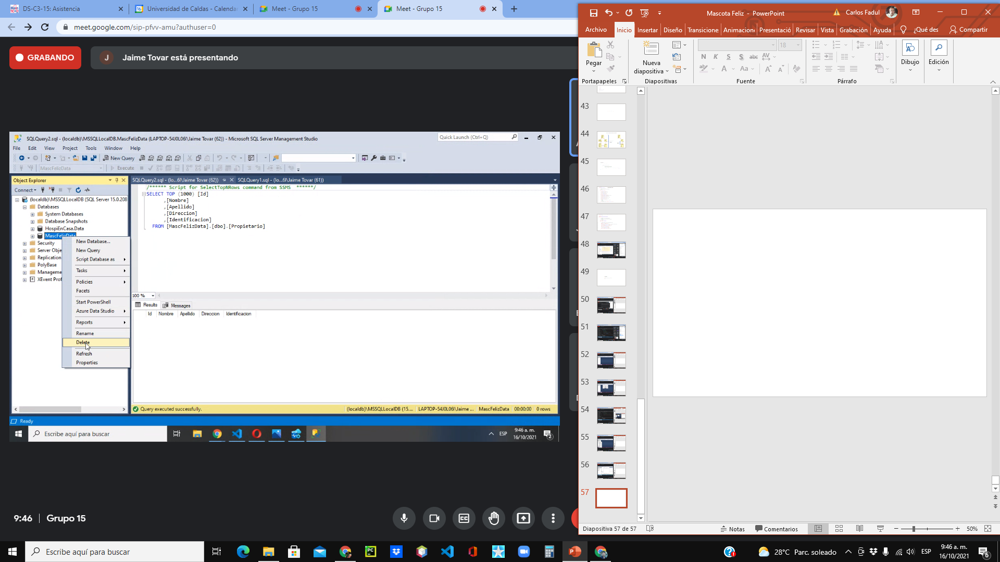 DS-C3-15: Asistencia
Universidad de Caldas - Calendar
Meet - Grupo 15
Meet - Grupo 15
meet.google.com/sip-pfvv-amu?authuser=0
GRABANDO
J
Jaime Tovar está presentando
SQLQuery2.sql - (localdb)\MSSQLLocalDB.MascFelizData (LAPTOP-54J0L06I\Jaime Tovar (62)) - Microsoft SQL Server Management Studio
Quick Launch (Ctrl+Q)
File Edit View Project Tools Window Help
New Query
MascFelizData
Execute
Object Explorer
Connect
(localdb)\MSSQLLocalDB (SQL Server 15.0.208
Databases
System Databases
Database Snapshots
HospiEnCasa.Data
MascFelizData
Security
Server Obje
Replication
PolyBase
Manageme
XEvent Prof
New Database...
New Query
Script Database as
Tasks
Policies
Facets
Start PowerShell
Azure Data Studio
Reports
Rename
Delete
Refresh
Properties
SQLQuery2.sql - (lo...6I\Jaime Tovar (62))
SQLQuery1.sql - (lo...6I\Jaime Tovar (61))
/****** Script for SelectTopNRows command from SSMS ******/
SELECT TOP (1000) [Id]
,[Nombre]
,[Apellido]
,[Direccion]
,[Identificacion]
FROM [MascFelizData].[dbo].[Propietario]
100 %
Results Messages
Id Nombre Apellido Direccion Identificacion
Query executed successfully.
(localdb)\MSSQLLocalDB (15.... LAPTOP-54J0L06I\Jaime ... MascFelizData 00:00:00 0 rows
Ready
Escribe aquí para buscar
ESP
9:46 a. m.
16/10/2021
2
9:46 Grupo 15
Mascota Feliz - PowerPoint
Carlos Fadul
Archivo Inicio Insertar Diseño Transicione Animacion Presentació Revisar Vista Grabación Ayuda ¿Qué des Compartir
Pegar
Nueva
diapositiva
18
N K S S abc AV
A Aa A A
Dibujo
Edición
Portapapeles Diapositivas Fuente Párrafo
43
44
45
46
47
48
49
50
51
52
53
54
55
56
57
Diapositiva 57 de 57
Notas Comentarios
50%
Escribe aquí para buscar
28°C Parc. soleado
ESP
9:46 a. m.
16/10/2021
6